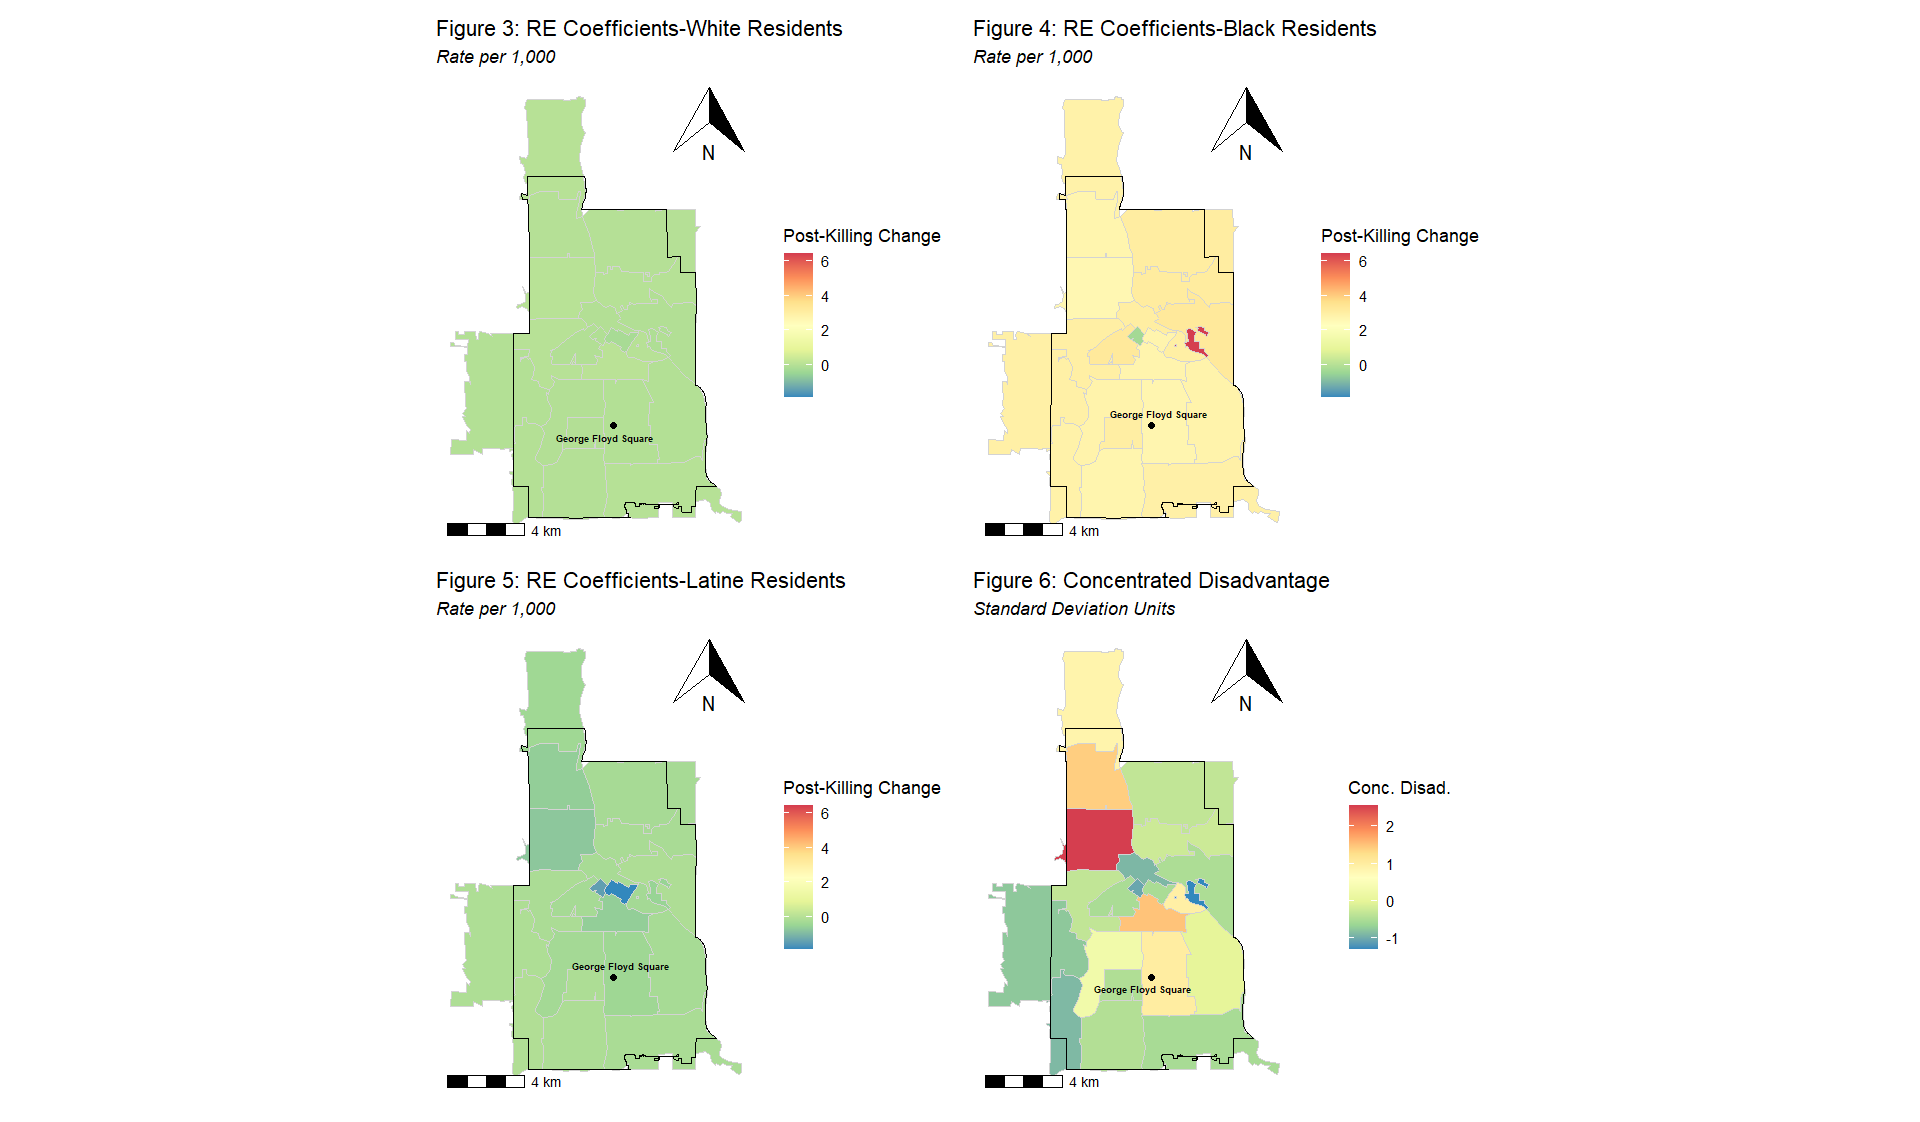 Figure 3: RE Coefficients-White Residents
Rate per 1,000
N
Post-Killing Change
6
4
2
0
George Floyd Square
4 km
Figure 4: RE Coefficients-Black Residents
Rate per 1,000
N
Post-Killing Change
6
4
2
0
George Floyd Square
4 km
Figure 5: RE Coefficients-Latine Residents
Rate per 1,000
N
Post-Killing Change
6
4
2
0
George Floyd Square
4 km
Figure 6: Concentrated Disadvantage
Standard Deviation Units
N
Conc. Disad.
2
1
0
-1
George Floyd Square
4 km